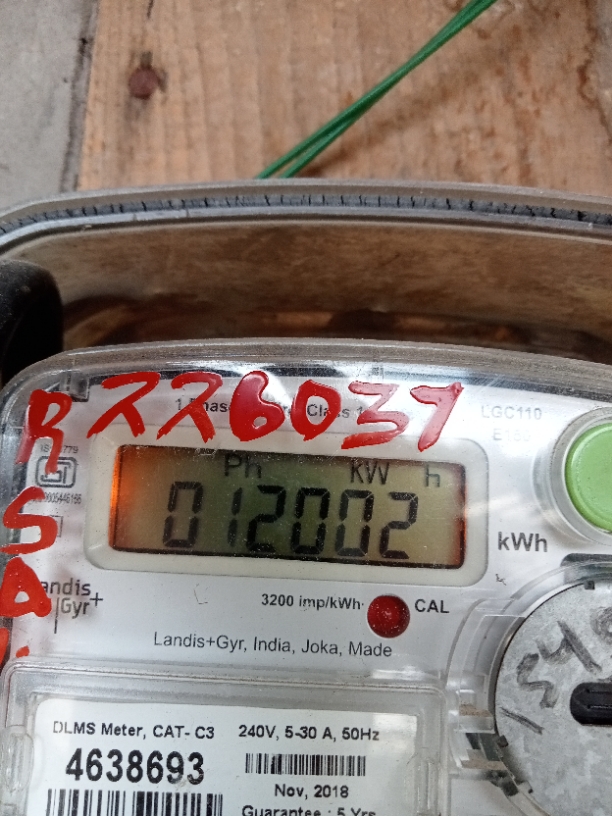 R 226037
LGC110
Ph kW h
012002
kWh
S
A
Landis+
Gyr
3200 imp/kWh
CAL
Landis+Gyr, India, Joka, Made
DLMS Meter, CAT- C3 240V, 5-30 A, 50Hz
4638693
Nov, 2018
Guarantee : 5 Yrs